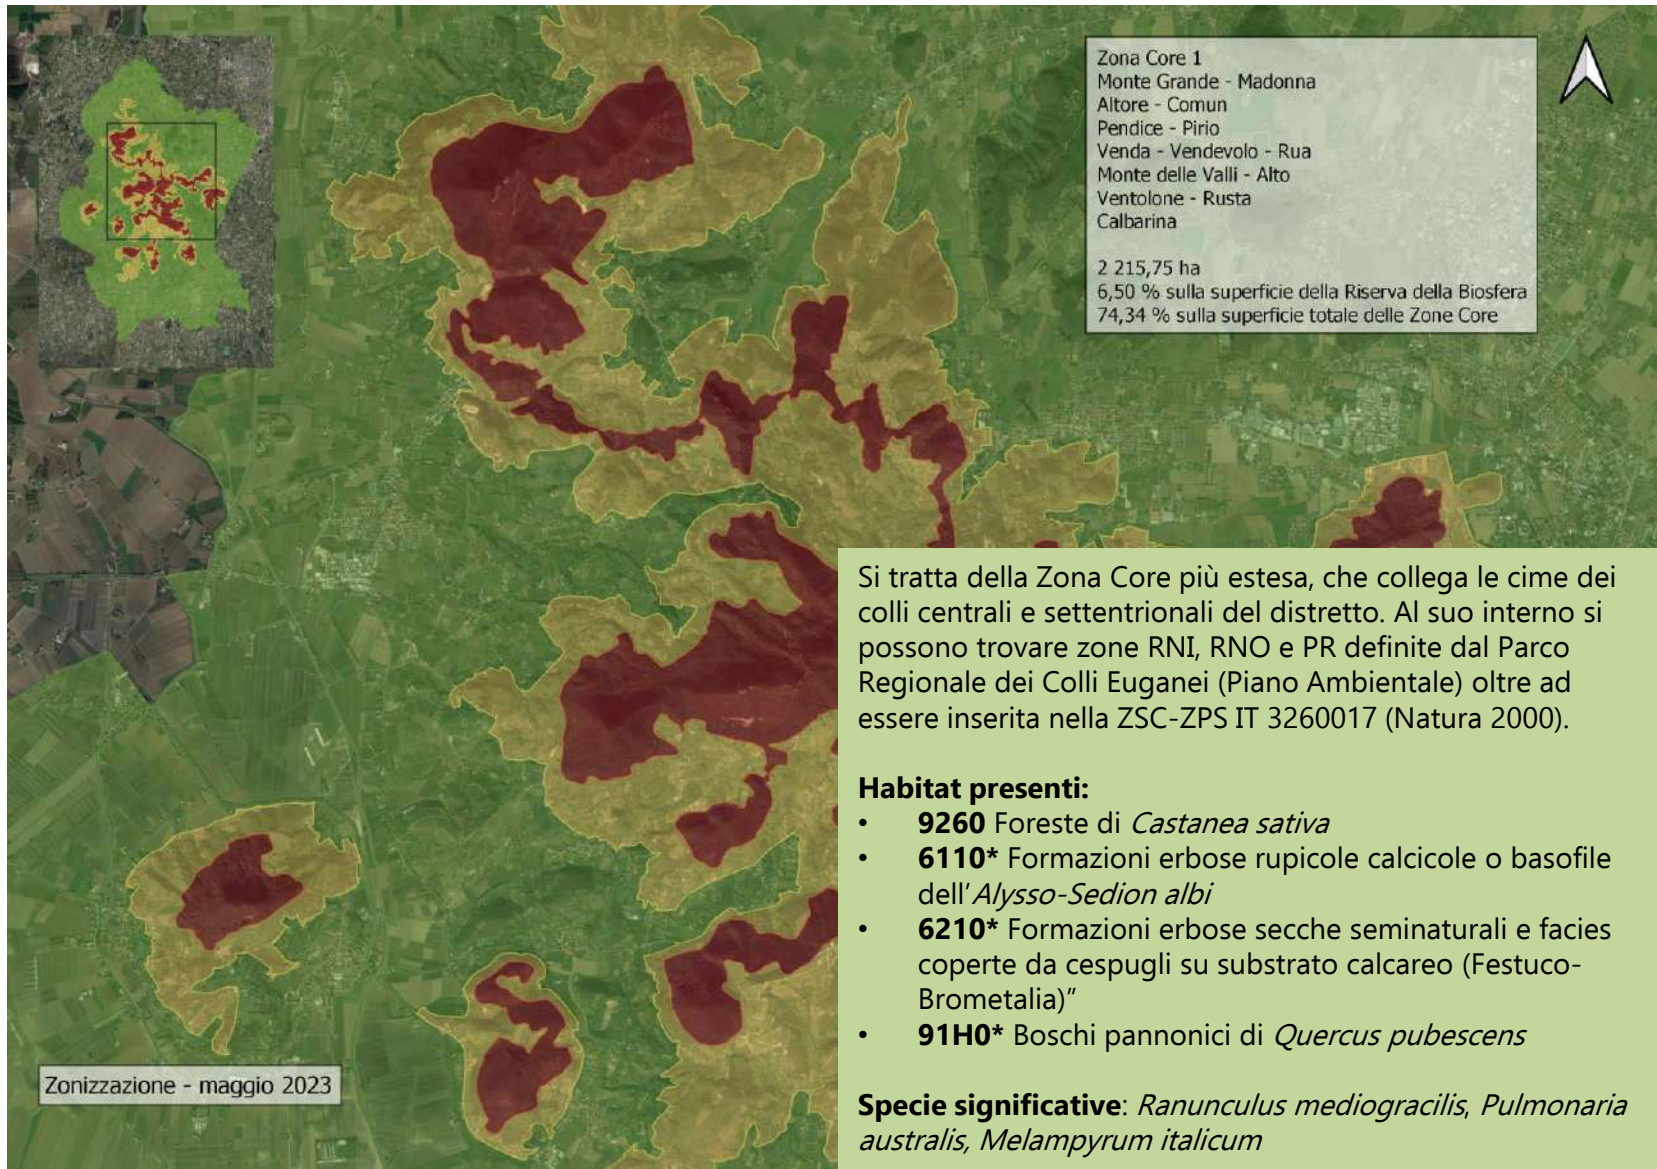 Zona Core 1
Monte Grande - Madonna
Altore - Comun
Pendice - Pirio
Venda - Vendevolo - Rua
Monte delle Valli - Alto
Ventolone - Rusta
Calbarina
2 215,75 ha
6,50 % sulla superficie della Riserva della Biosfera
74,34 % sulla superficie totale delle Zone Core
Si tratta della Zona Core più estesa, che collega le cime dei
colli centrali e settentrionali del distretto. Al suo interno si
possono trovare zone RNI, RNO e PR definite dal Parco
Regionale dei Colli Euganei (Piano Ambientale) oltre ad
essere inserita nella ZSC-ZPS IT 3260017 (Natura 2000).
Habitat presenti:
• 9260 Foreste di Castanea sativa
• 6110* Formazioni erbose rupicole calcicole o basofile
dell'Alysso-Sedion albi
• 6210* Formazioni erbose secche seminaturali e facies
coperte da cespugli su substrato calcareo (Festuco-
Brometalia)”
• 91H0* Boschi pannonici di Quercus pubescens
Specie significative: Ranunculus mediogracilis, Pulmonaria
australis, Melampyrum italicum
Zonizzazione - maggio 2023